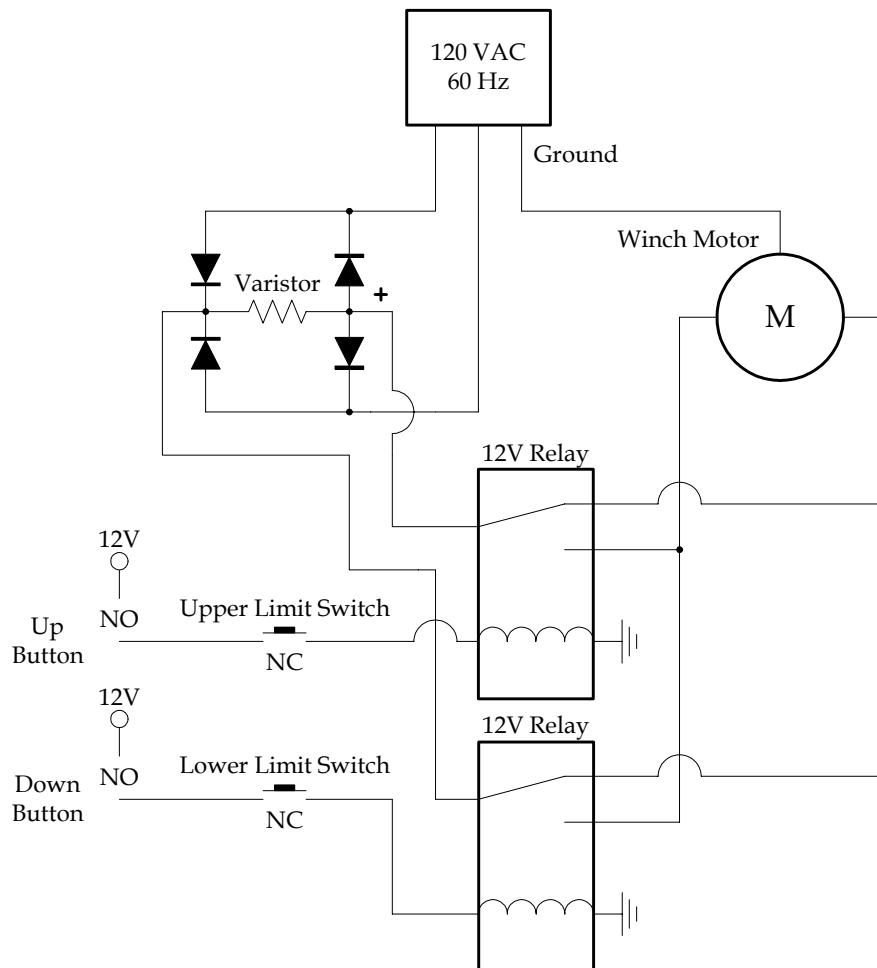 120 VAC
60 Hz
Ground
Winch Motor
Varistor
+
M
12V Relay
12V
NO
Up
Button
Upper Limit Switch
NC
12V
NO
Down
Button
Lower Limit Switch
NC
12V Relay